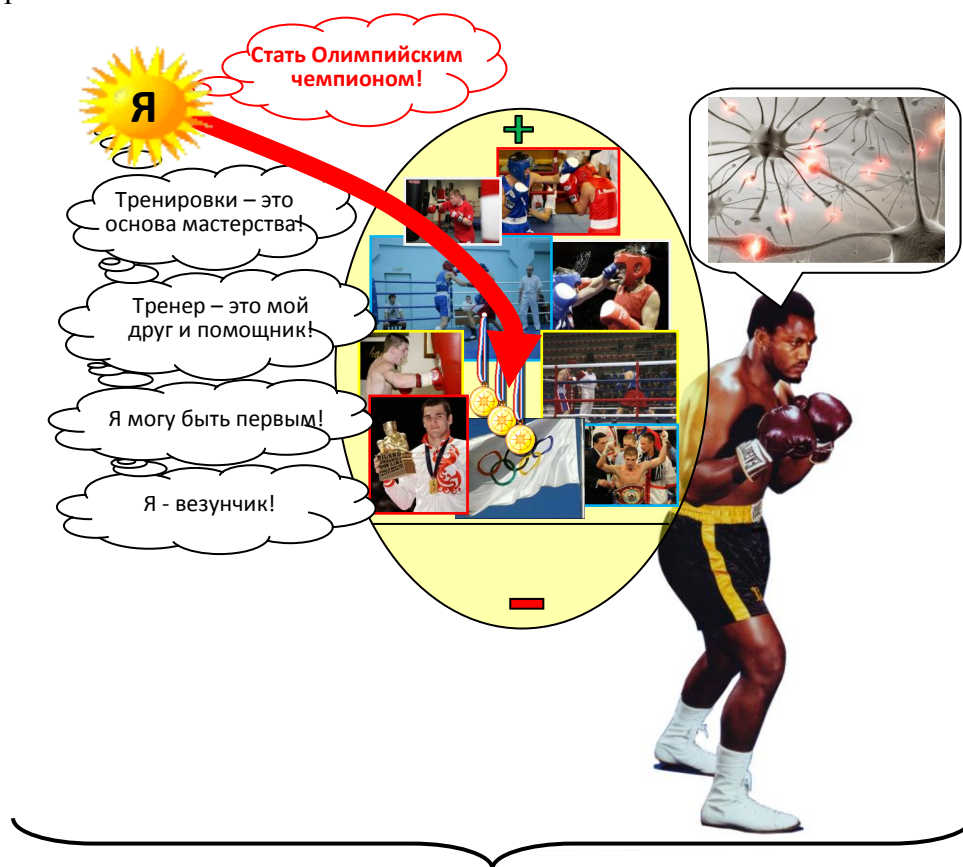 Стать Олимпийским
чемпионом!
Я
Тренировки – это
основа мастерства!
Тренер – это мой
друг и помощник!
Я могу быть первым!
Я - везунчик!